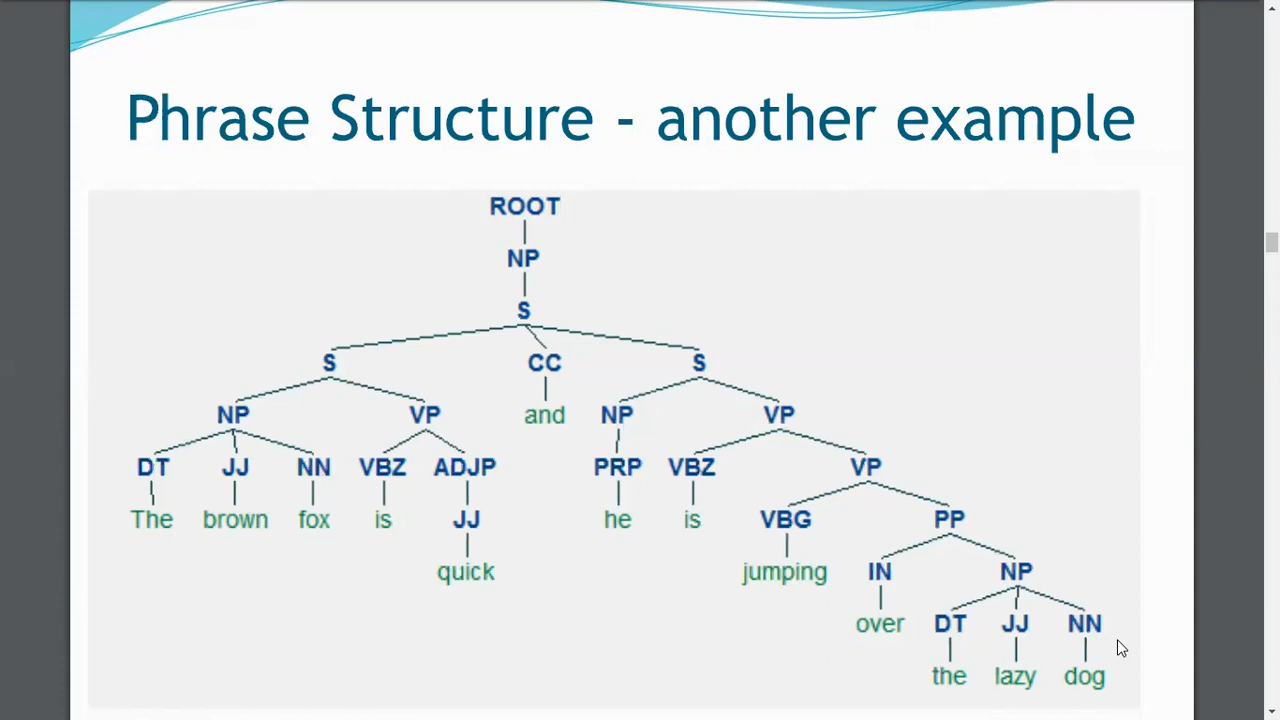 Phrase Structure - another example
ROOT
NP
S
S CC S
NP VP and NP VP
DT JJ NN VBZ ADJP PRP VBZ VP
The brown fox is JJ he is VBG PP
quick jumping IN NP
over DT JJ NN
the lazy dog